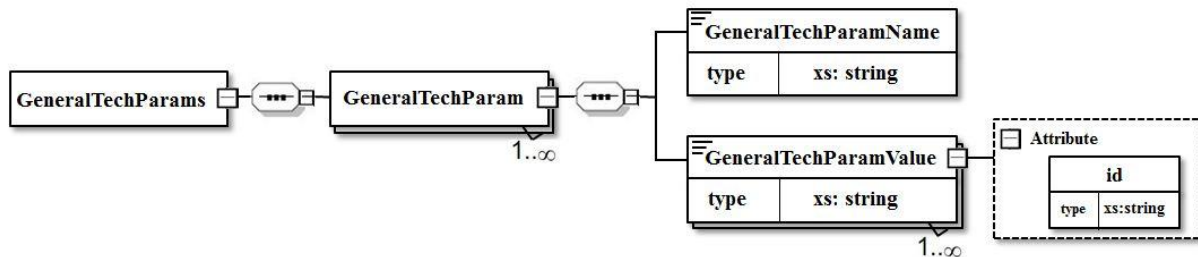 GeneralTechParams
GeneralTechParam
1..∞
GeneralTechParamName
type xs: string
GeneralTechParamValue
type xs: string
1..∞
Attribute
id
type xs:string